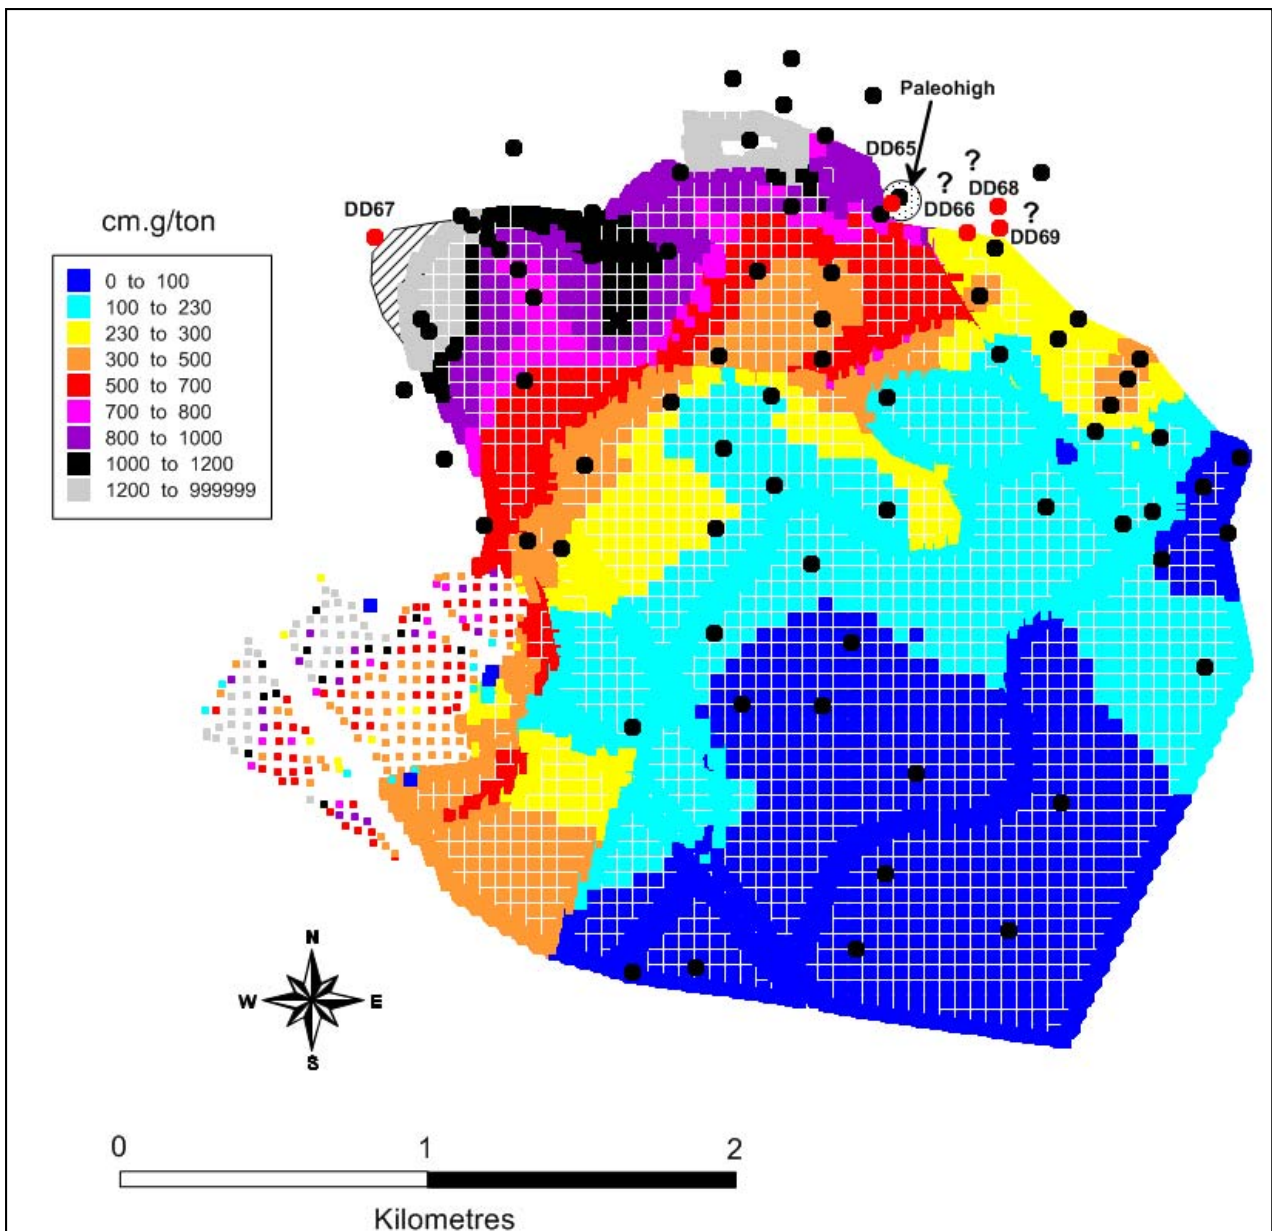 Paleohigh
DD65
?
?
DD68
DD67
DD66
?
DD69
cm.g/ton
0 to 100
100 to 230
230 to 300
300 to 500
500 to 700
700 to 800
800 to 1000
1000 to 1200
1200 to 999999
N
W E
S
0 1 2
Kilometres